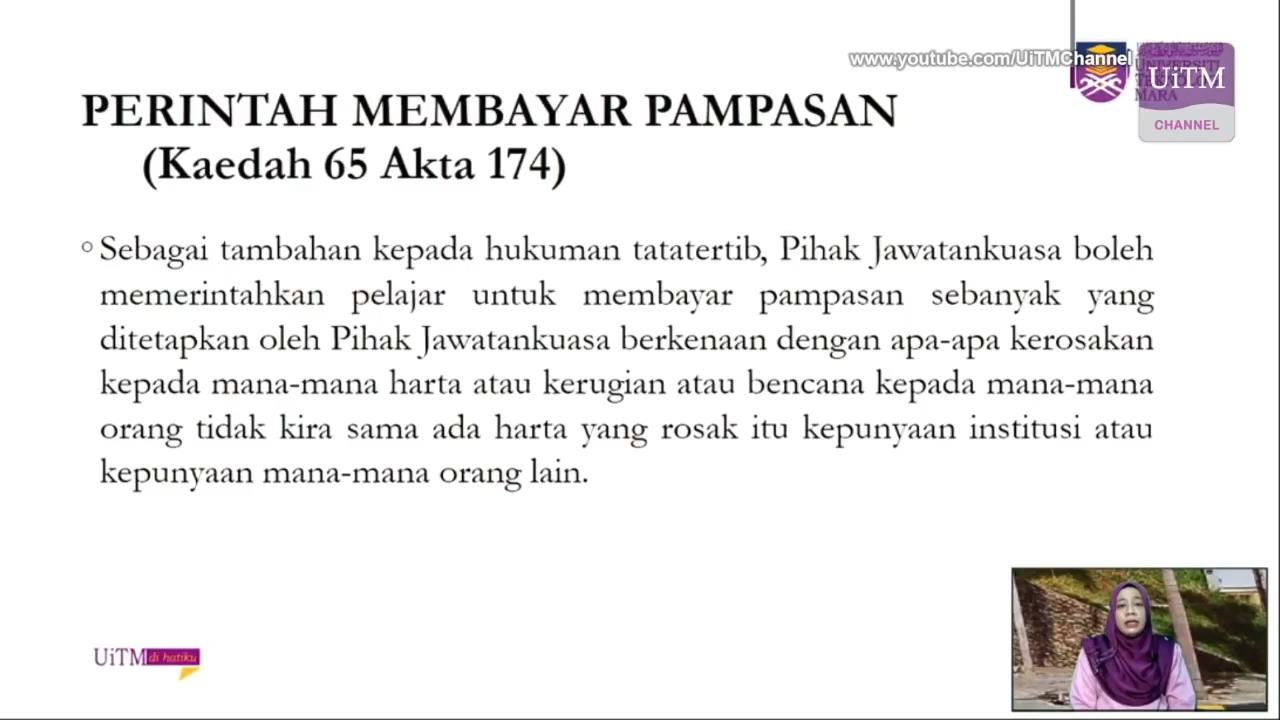 www.youtube.com/UiTMChannel
UiTM
CHANNEL
PERINTAH MEMBAYAR PAMPASAN
(Kaedah 65 Akta 174)
Sebagai tambahan kepada hukuman tatatertib, Pihak Jawatankuasa boleh
memerintahkan pelajar untuk membayar pampasan sebanyak yang
ditetapkan oleh Pihak Jawatankuasa berkenaan dengan apa-apa kerosakan
kepada mana-mana harta atau kerugian atau bencana kepada mana-mana
orang tidak kira sama ada harta yang rosak itu kepunyaan institusi atau
kepunyaan mana-mana orang lain.
UiTM di hatiku